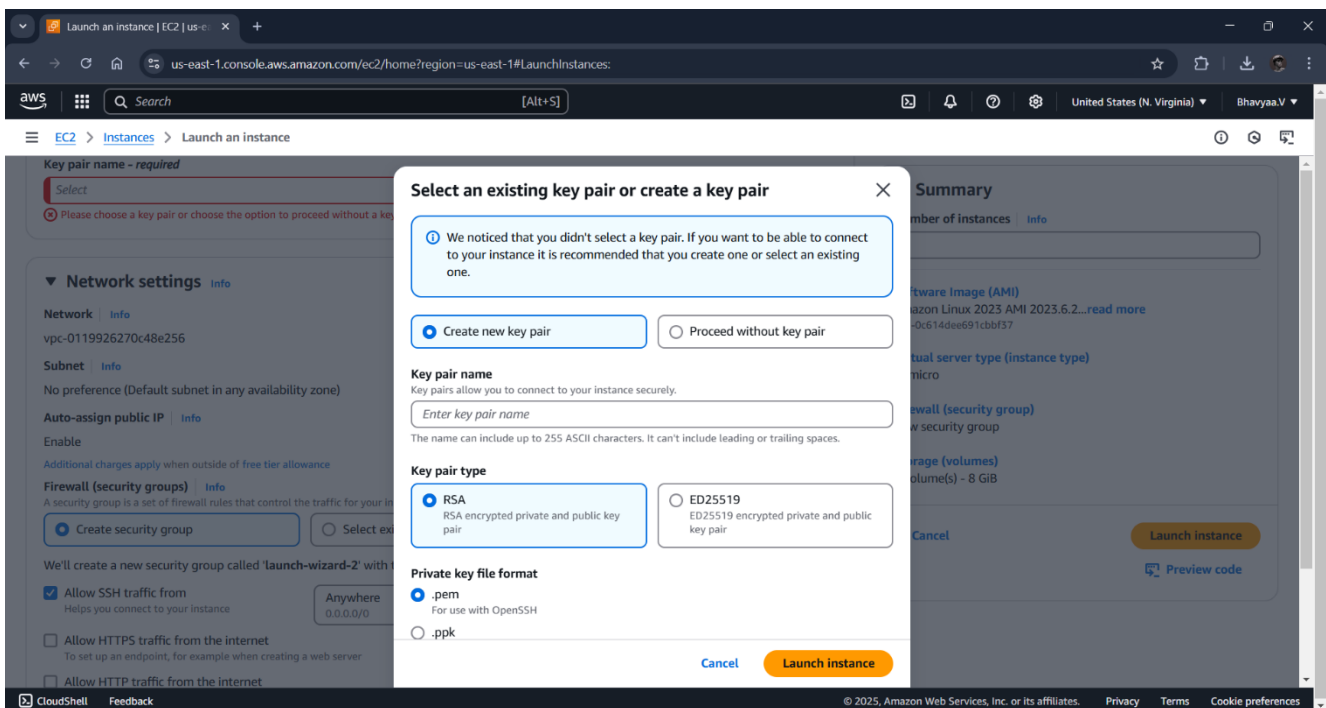 Launch an instance | EC2 | us-e
us-east-1.console.aws.amazon.com/ec2/home?region=us-east-1#LaunchInstances:
aws
Search
[Alt+S]
United States (N. Virginia)
Bhavyaa.V
EC2 > Instances > Launch an instance
Key pair name - required
Select
Please choose a key pair or choose the option to proceed without a key
Network settings Info
Network Info
vpc-0119926270c48e256
Subnet Info
No preference (Default subnet in any availability zone)
Auto-assign public IP Info
Enable
Additional charges apply when outside of free tier allowance
Firewall (security groups) Info
A security group is a set of firewall rules that control the traffic for your in
Create security group
Select exi
We'll create a new security group called 'launch-wizard-2' with t
Allow SSH traffic from
Helps you connect to your instance
Anywhere
0.0.0.0/0
Allow HTTPS traffic from the internet
To set up an endpoint, for example when creating a web server
Allow HTTP traffic from the internet
Select an existing key pair or create a key pair
We noticed that you didn't select a key pair. If you want to be able to connect
to your instance it is recommended that you create one or select an existing
one.
Create new key pair
Proceed without key pair
Key pair name
Key pairs allow you to connect to your instance securely.
Enter key pair name
The name can include up to 255 ASCII characters. It can't include leading or trailing spaces.
Key pair type
RSA
RSA encrypted private and public key
pair
ED25519
ED25519 encrypted private and public
key pair
Private key file format
.pem
For use with OpenSSH
.ppk
Cancel
Launch instance
Summary
mber of instances Info
ftware Image (AMI)
azon Linux 2023 AMI 2023.6.2...read more
-0c614dee691cbbf37
tual server type (instance type)
micro
ewall (security group)
w security group
rage (volumes)
olume(s) - 8 GiB
Cancel
Launch instance
Preview code
CloudShell
Feedback
© 2025, Amazon Web Services, Inc. or its affiliates.
Privacy
Terms
Cookie preferences